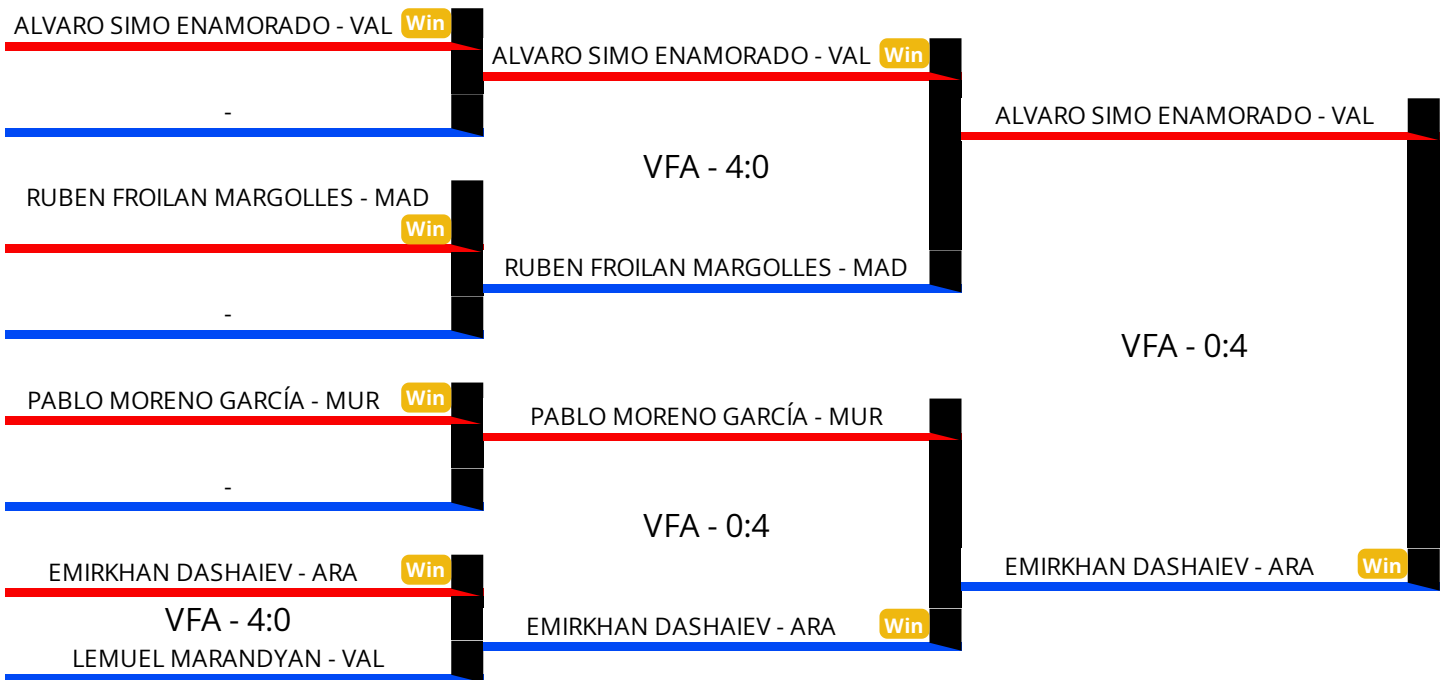 ALVARO SIMO ENAMORADO - VAL Win
-
RUBEN FROILAN MARGOLLES - MAD
Win
-
PABLO MORENO GARCÍA - MUR Win
-
EMIRKHAN DASHAIEV - ARA Win
VFA - 4:0
LEMUEL MARANDYAN - VAL
ALVARO SIMO ENAMORADO - VAL Win
VFA - 4:0
RUBEN FROILAN MARGOLLES - MAD
PABLO MORENO GARCÍA - MUR
VFA - 0:4
EMIRKHAN DASHAIEV - ARA Win
ALVARO SIMO ENAMORADO - VAL
VFA - 0:4
EMIRKHAN DASHAIEV - ARA Win